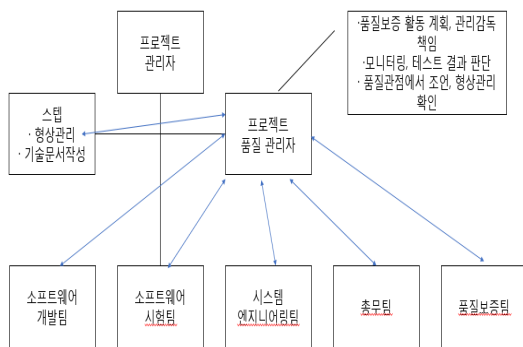 프로젝트
관리자
·품질보증 활동 계획, 관리감독
책임
·모니터링, 테스트 결과 판단
· 품질관점에서 조언, 형상관리
확인
스텝
· 형상관리
· 기술문서작성
프로젝트
품질 관리자
소프트웨어
개발팀
소프트웨어
시험팀
시스템
엔지니어링팀
총무팀
품질보증팀